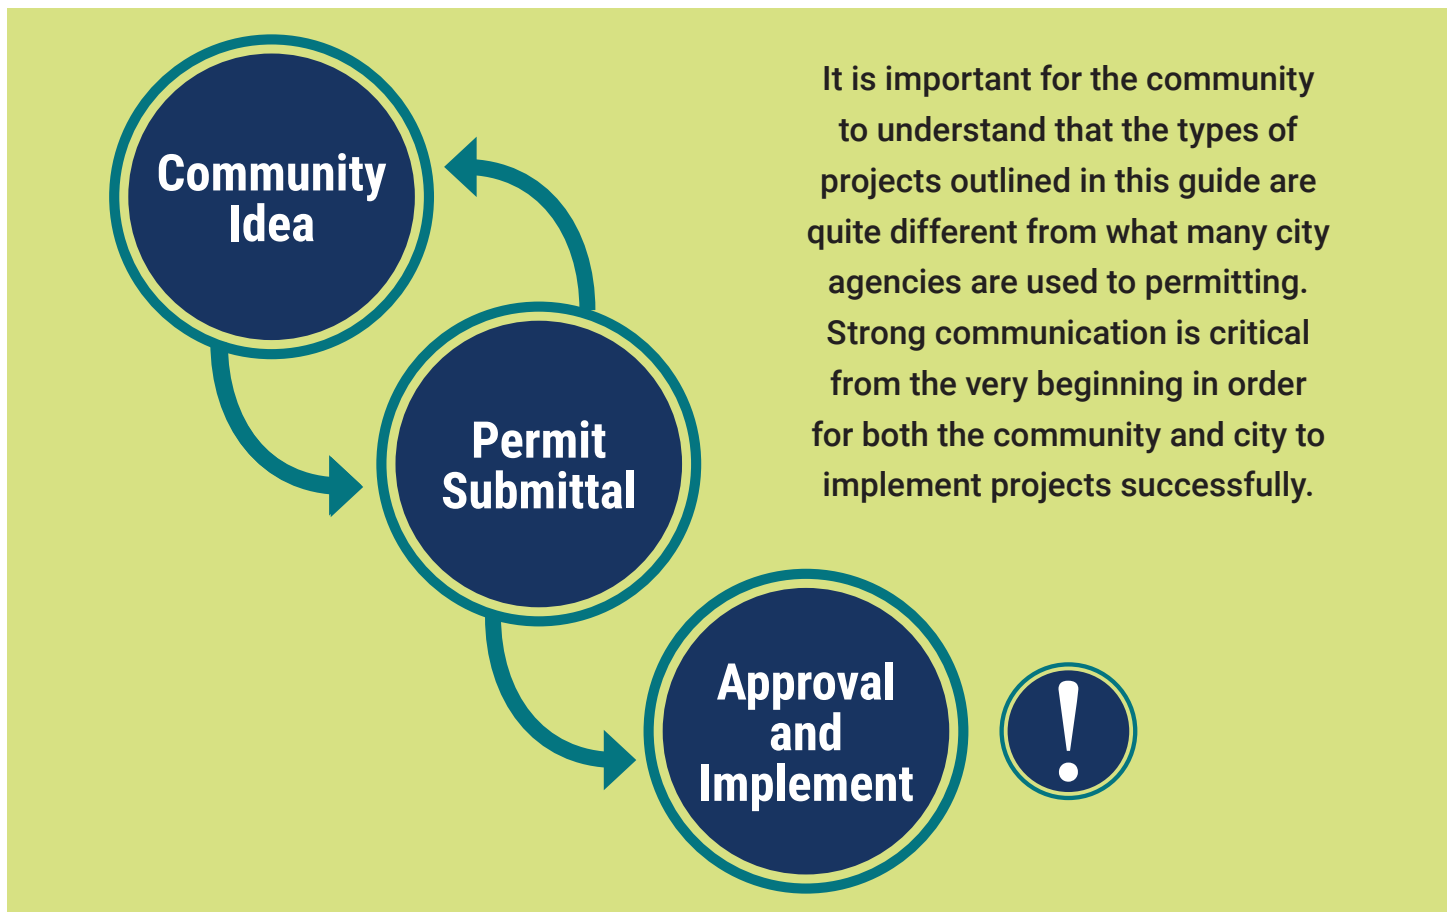 Community
Idea
Permit
Submittal
Approval
and
Implement
!
It is important for the community
to understand that the types of
projects outlined in this guide are
quite different from what many city
agencies are used to permitting.
Strong communication is critical
from the very beginning in order
for both the community and city to
implement projects successfully.